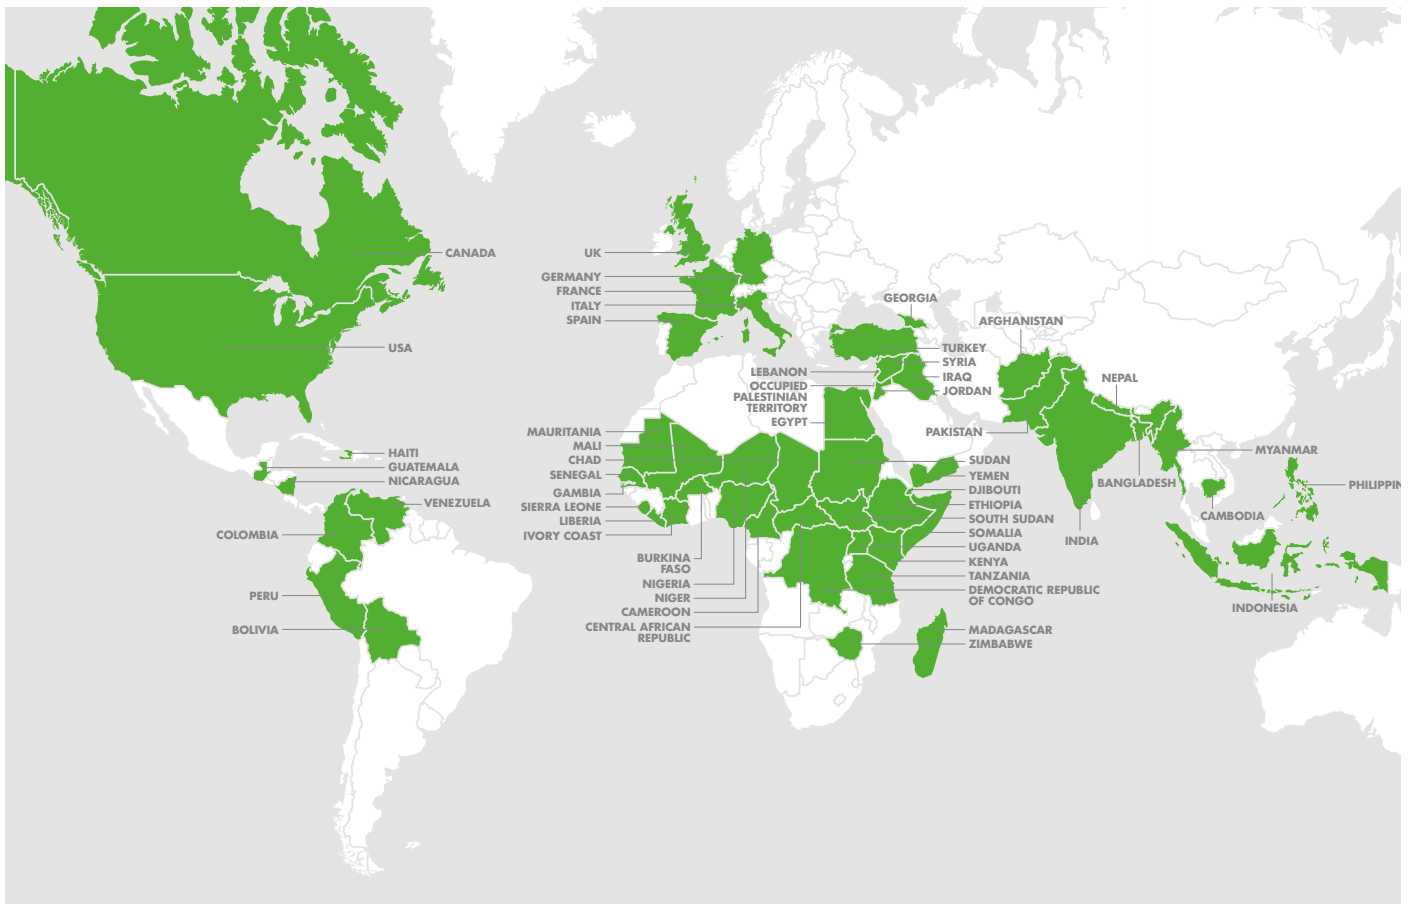 CANADA
USA
HAITI
GUATEMALA
NICARAGUA
VENEZUELA
COLOMBIA
PERU
BOLIVIA
UK
GERMANY
FRANCE
ITALY
SPAIN
GEORGIA
AFGHANISTAN
TURKEY
SYRIA
LEBANON
IRAQ
NEPAL
OCCUPIED
PALESTINIAN
TERRITORY
JORDAN
EGYPT
MAURITANIA
MALI
CHAD
SENEGAL
GAMBIA
SIERRA LEONE
LIBERIA
IVORY COAST
BURKINA
FASO
NIGERIA
NIGER
CAMEROON
CENTRAL AFRICAN
REPUBLIC
PAKISTAN
SUDAN
YEMEN
DJIBOUTI
ETHIOPIA
SOUTH SUDAN
SOMALIA
UGANDA
KENYA
TANZANIA
DEMOCRATIC REPUBLIC
OF CONGO
MADAGASCAR
ZIMBABWE
MYANMAR
BANGLADESH
PHILIPPIN
CAMBODIA
INDIA
INDONESIA